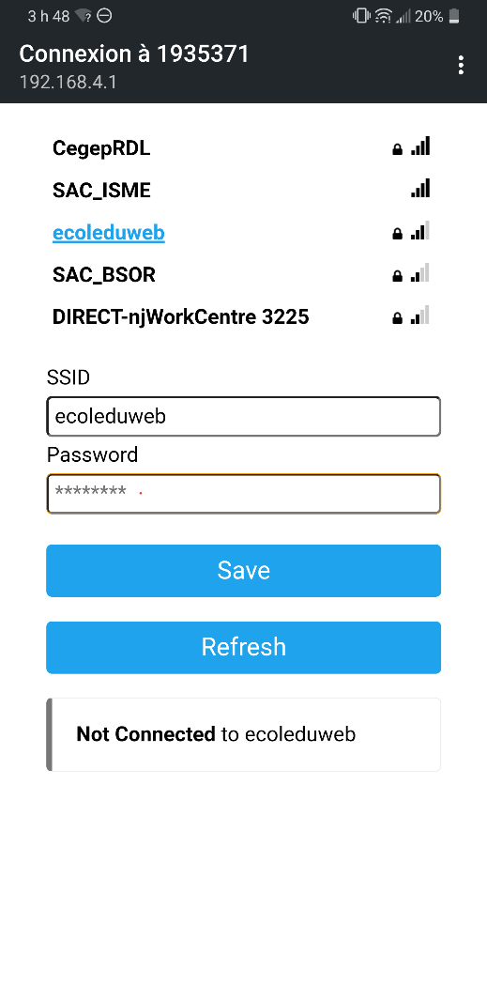 3 h 48 ? 20%
Connexion à 1935371
192.168.4.1
CegepRDL
SAC_ISME
ecoleduweb
SAC_BSOR
DIRECT-njWorkCentre 3225
SSID
ecoleduweb
Password
********
Save
Refresh
Not Connected to ecoleduweb